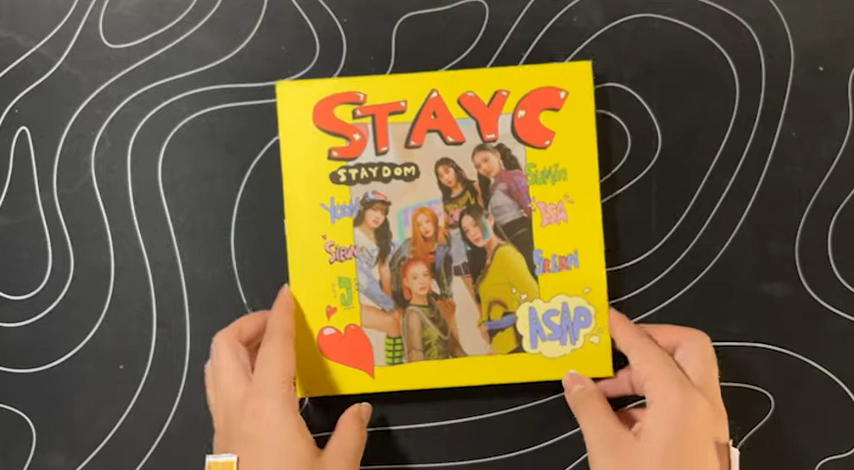 STAYC
STAYDOM
SUMIN
YOON
ISA
SIEUN
SEEUN
J
ASAP